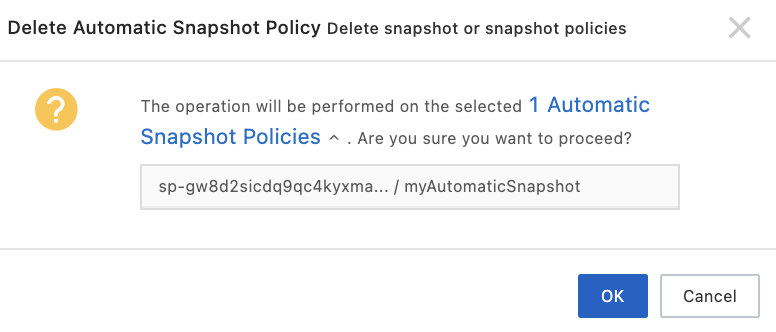 Delete Automatic Snapshot Policy Delete snapshot or snapshot policies
The operation will be performed on the selected 1 Automatic
Snapshot Policies . Are you sure you want to proceed?
sp-gw8d2sicdq9qc4kyxma... / myAutomaticSnapshot
OK Cancel